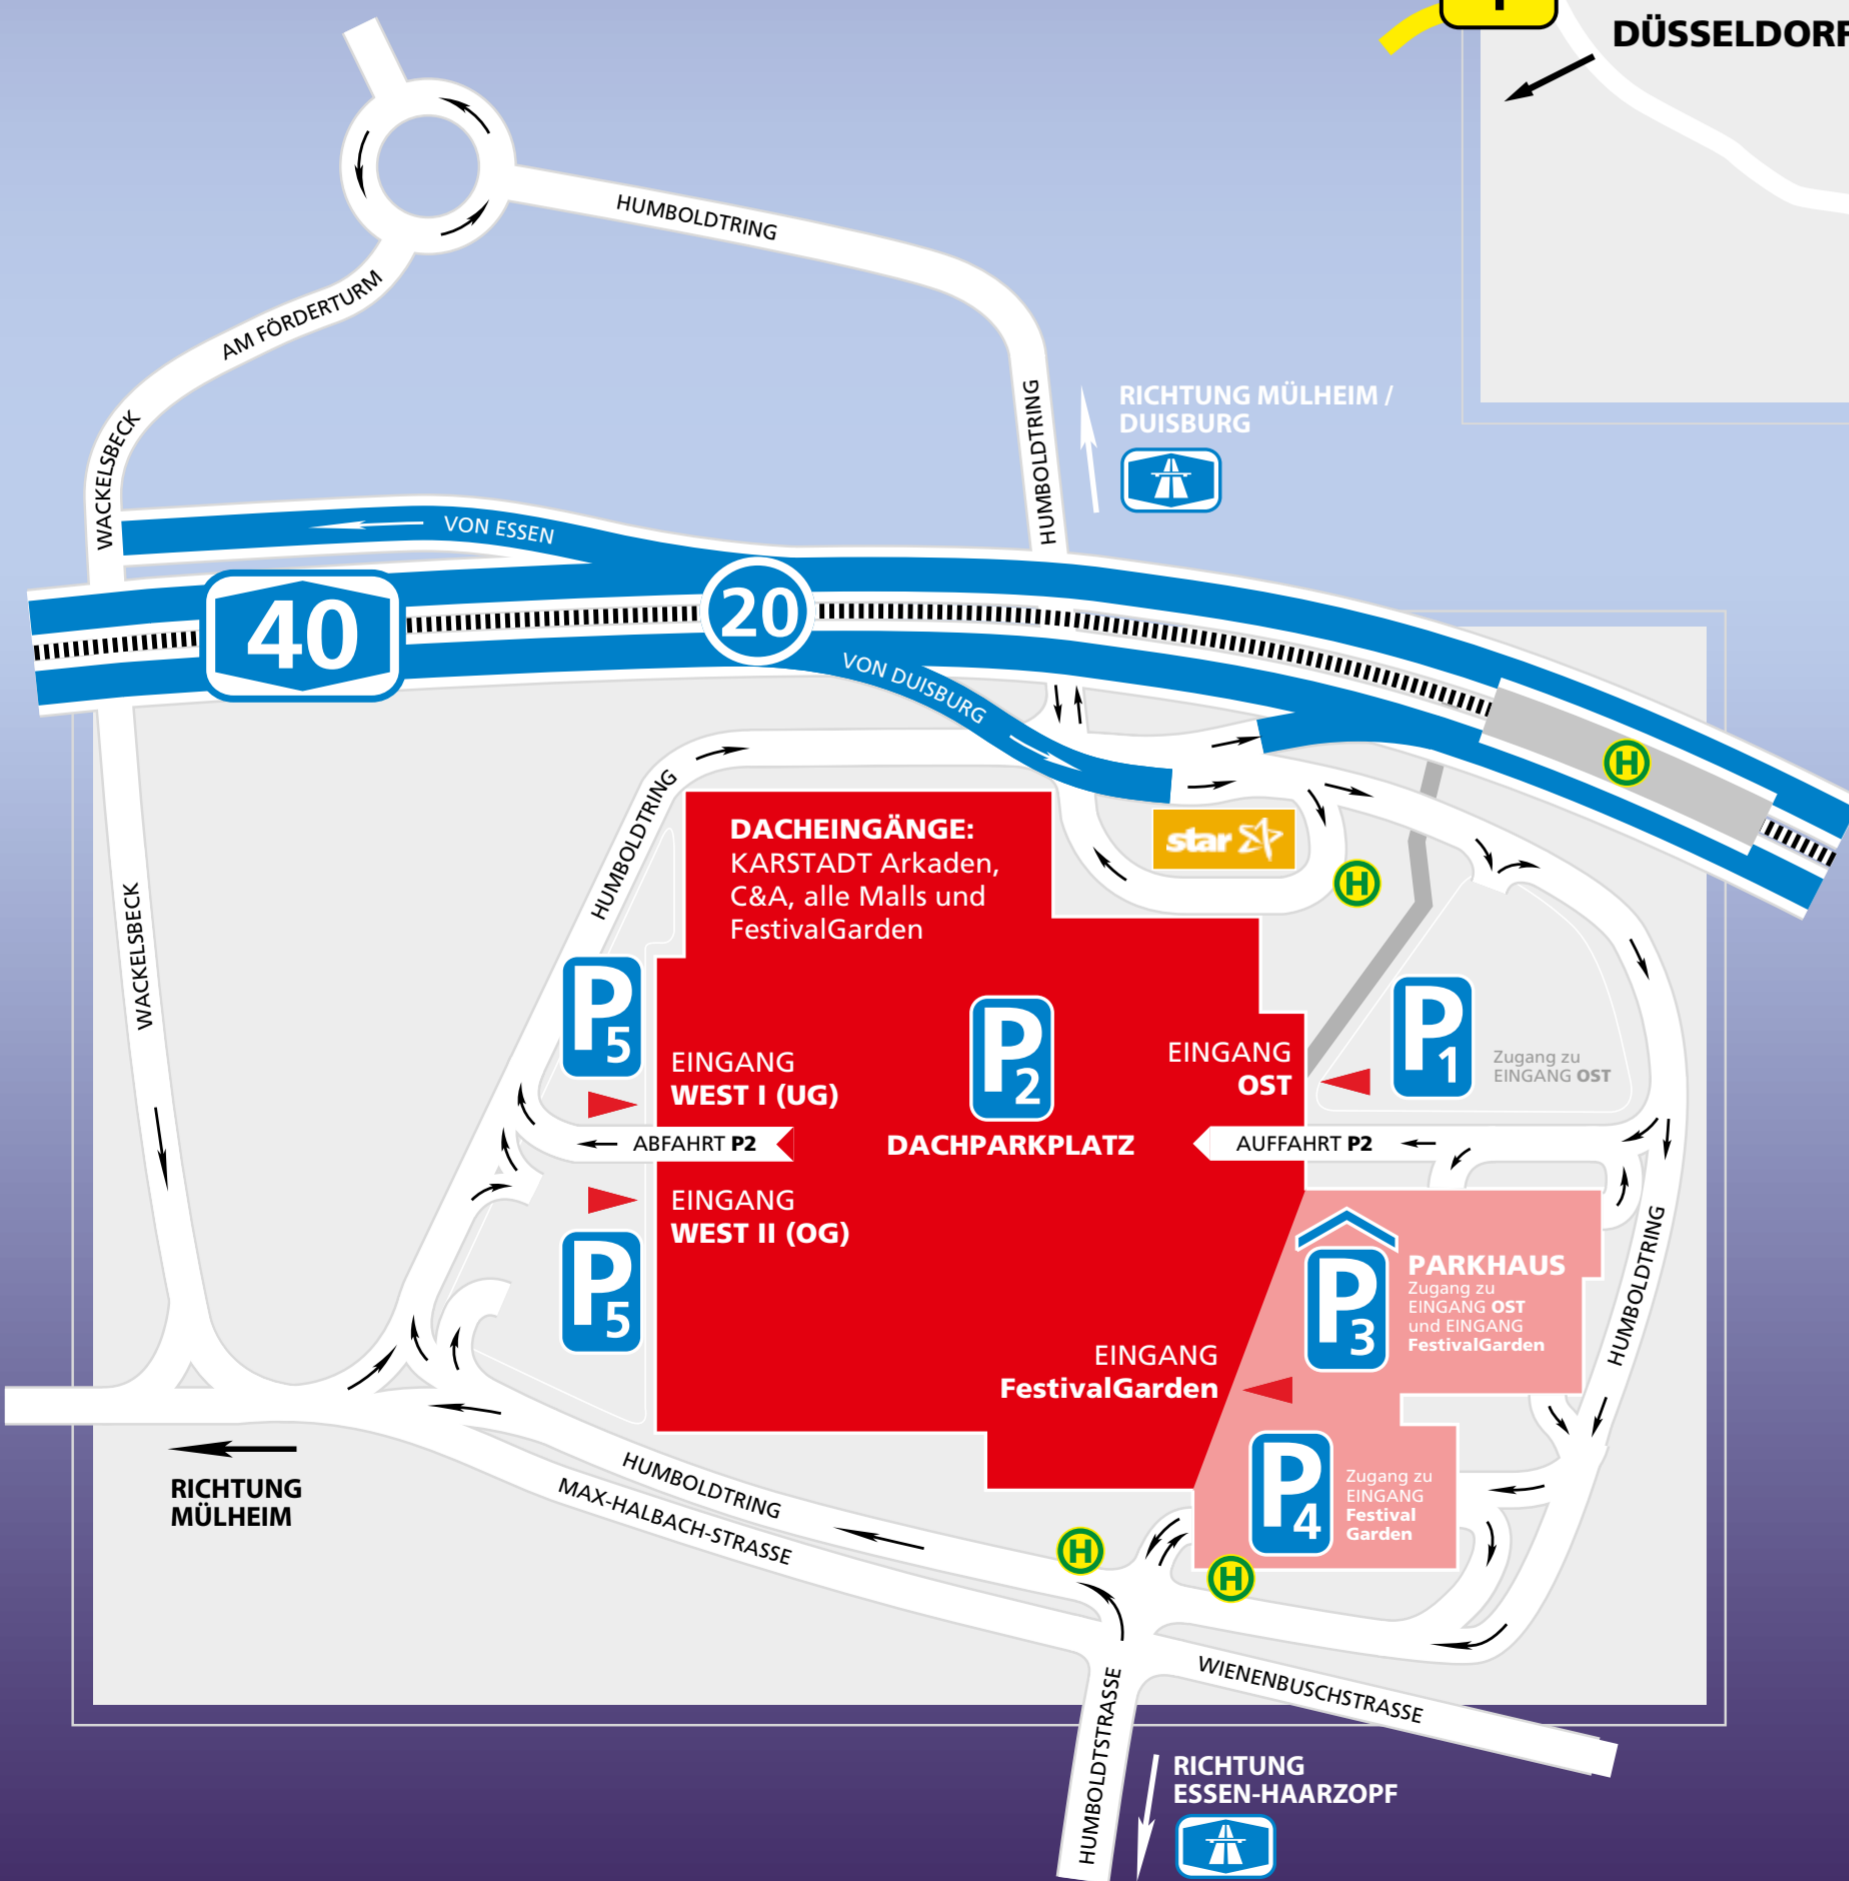 DÜSSELDORF
HUMBOLDTRING
AM FÖRDERTURM
WACKELSBECK
HUMBOLDTRING
RICHTUNG MÜLHEIM /
DUISBURG
VON ESSEN
40
20
VON DUISBURG
H
HUMBOLDTRING
star
H
DACHEINGÄNGE:
KARSTADT Arkaden,
C&A, alle Malls und
FestivalGarden
WACKELSBECK
P5
P2
P1
EINGANG
WEST I (UG)
EINGANG
OST
Zugang zu
EINGANG OST
ABFAHRT P2
DACHPARKPLATZ
AUFFAHRT P2
EINGANG
WEST II (OG)
P5
P3
PARKHAUS
Zugang zu
EINGANG OST
und EINGANG
FestivalGarden
HUMBOLDTRING
EINGANG
FestivalGarden
P4
Zugang zu
EINGANG
Festival
Garden
RICHTUNG
MÜLHEIM
HUMBOLDTRING
MAX-HALBACH-STRASSE
H
H
WIENENBUSCHSTRASSE
HUMBOLDTSTRASSE
RICHTUNG
ESSEN-HAARZOPF